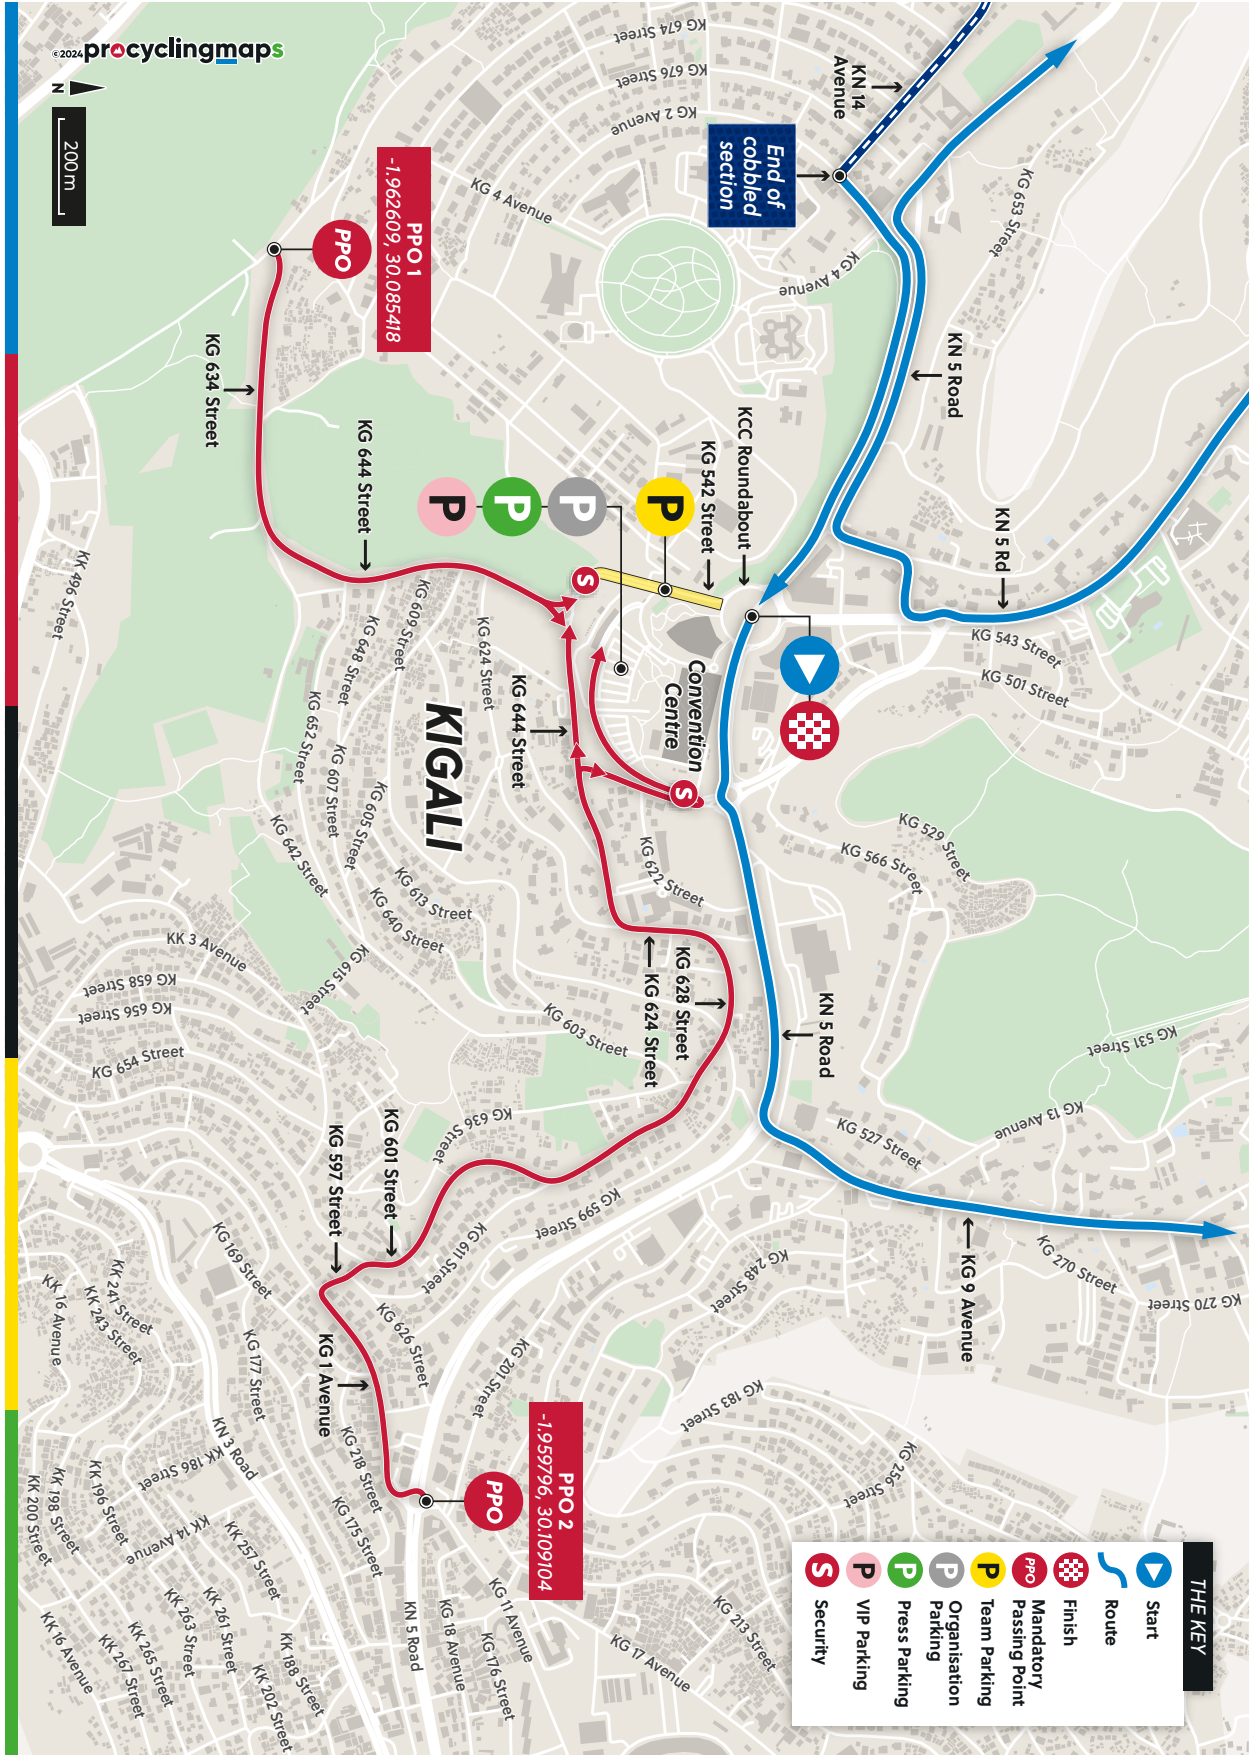 ©2024 procyclingmaps
N
200 m
KG 674 Street
KG 676 Street
KG 2 Avenue
KG 4 Avenue
KG 4 Avenue
KN 14
Avenue
End of
cobbled
section
KG 653 Street
KN 5 Road
KN 5 Rd
KCC Roundabout
KG 542 Street
PPO 1
-1.962609, 30.085418
PPO
KG 634 Street
KG 644 Street
P
P
P
P
S
S
Convention
Centre
KG 543 Street
KG 501 Street
KG 529 Street
KG 566 Street
KG 622 Street
KG 644 Street
KG 624 Street
KG 609 Street
KG 648 Street
KG 652 Street
KG 607 Street
KG 605 Street
KG 642 Street
KG 613 Street
KG 640 Street
KK 496 Street
KIGALI
KK 3 Avenue
KG 615 Street
KG 658 Street
KG 656 Street
KG 654 Street
KG 603 Street
KG 628 Street
KG 624 Street
KN 5 Road
KG 531 Street
KG 13 Avenue
KG 527 Street
KG 636 Street
KG 601 Street
KG 597 Street
KG 599 Street
KG 611 Street
KG 248 Street
KG 9 Avenue
KG 270 Street
KG 270 Street
KG 169 Street
KK 241 Street
KK 243 Street
KK 16 Avenue
KG 177 Street
KG 626 Street
KG 1 Avenue
KG 201 Street
KG 183 Street
KG 256 Street
PPO 2
-1.959796, 30.109104
PPO
KN 3 Road
KK 186 Street
KG 218 Street
KG 175 Street
KK 196 Street
KK 198 Street
KK 200 Street
KK 14 Avenue
KK 257 Street
KK 261 Street
KK 263 Street
KK 265 Street
KK 267 Street
KK 16 Avenue
KK 188 Street
KK 202 Street
KN 5 Road
KG 18 Avenue
KG 11 Avenue
KG 176 Street
KG 17 Avenue
KG 213 Street
THE KEY
Start
Route
Finish
PPO Mandatory
Passing Point
P Team Parking
P Organisation
Parking
P Press Parking
P VIP Parking
S Security